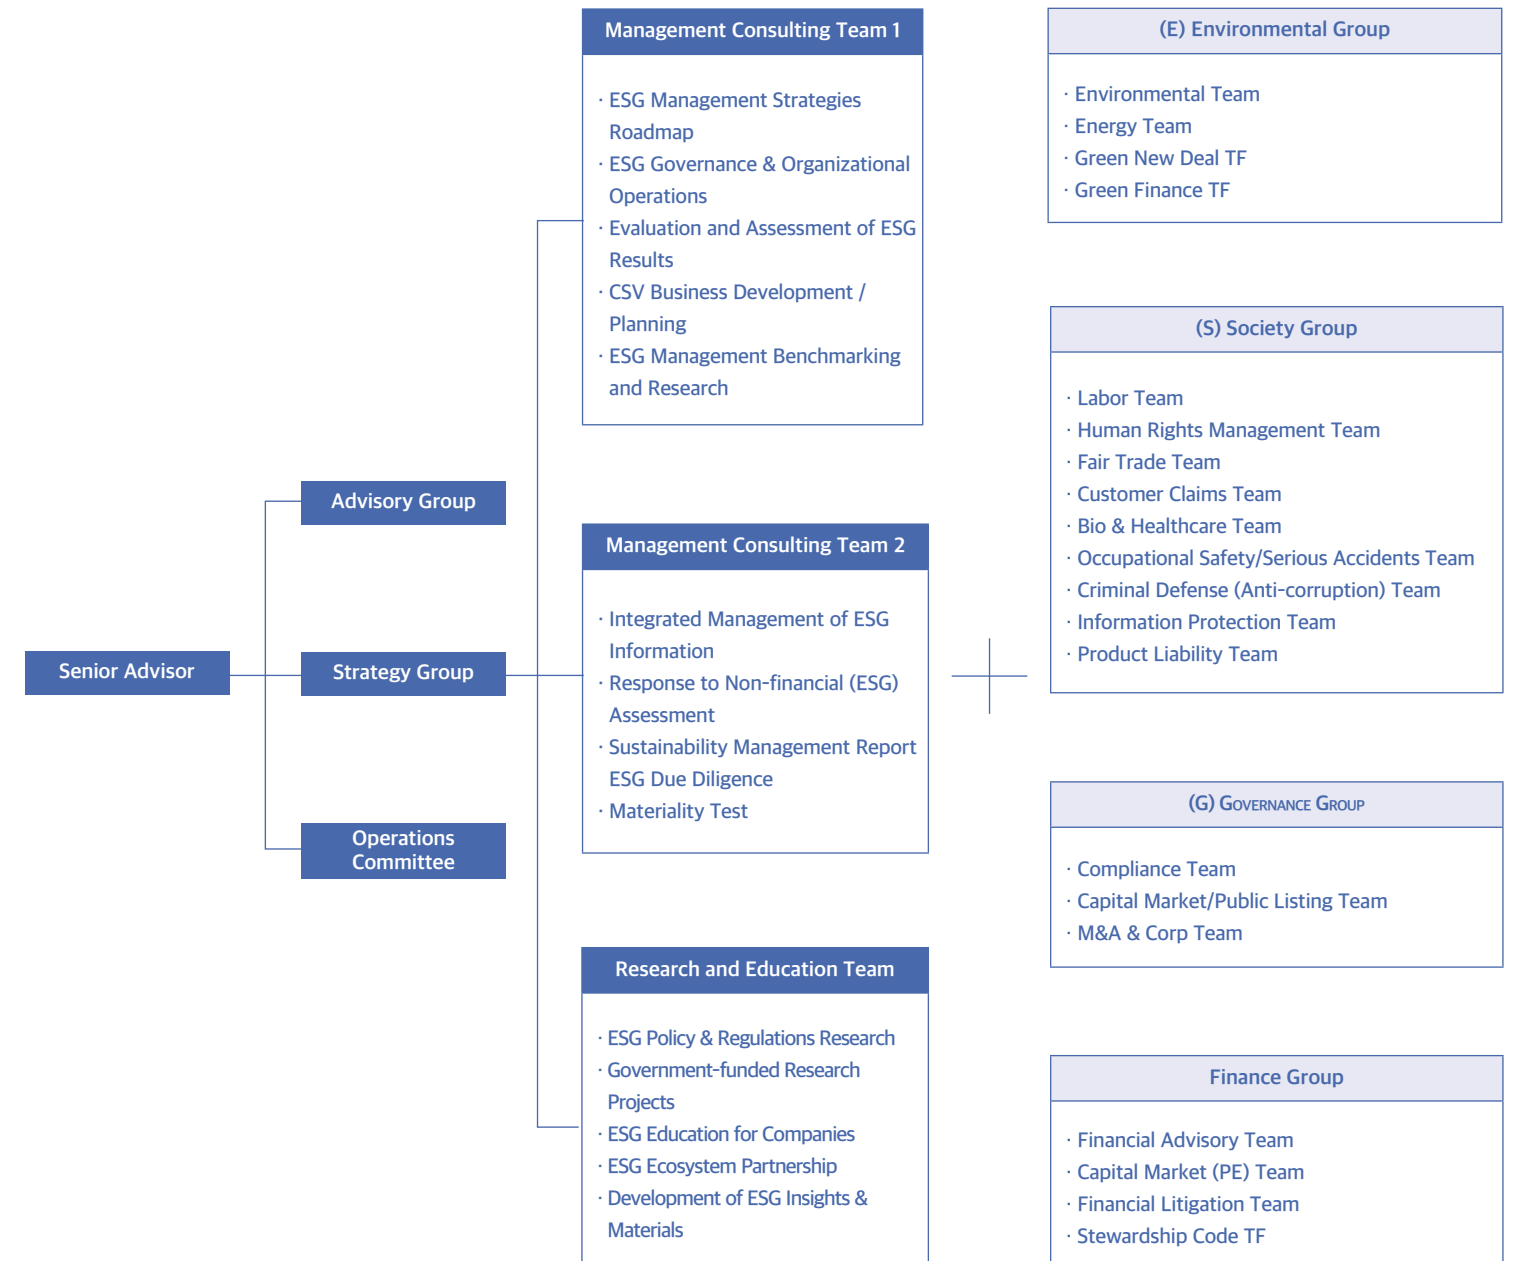 Senior Advisor
Advisory Group
Strategy Group
Operations
Committee
Management Consulting Team 1
· ESG Management Strategies
Roadmap
· ESG Governance & Organizational
Operations
· Evaluation and Assessment of ESG
Results
· CSV Business Development /
Planning
· ESG Management Benchmarking
and Research
Management Consulting Team 2
· Integrated Management of ESG
Information
· Response to Non-financial (ESG)
Assessment
· Sustainability Management Report
ESG Due Diligence
· Materiality Test
Research and Education Team
· ESG Policy & Regulations Research
· Government-funded Research
Projects
· ESG Education for Companies
· ESG Ecosystem Partnership
· Development of ESG Insights &
Materials
(E) Environmental Group
· Environmental Team
· Energy Team
· Green New Deal TF
· Green Finance TF
(S) Society Group
· Labor Team
· Human Rights Management Team
· Fair Trade Team
· Customer Claims Team
· Bio & Healthcare Team
· Occupational Safety/Serious Accidents Team
· Criminal Defense (Anti-corruption) Team
· Information Protection Team
· Product Liability Team
(G) Governance Group
· Compliance Team
· Capital Market/Public Listing Team
· M&A & Corp Team
Finance Group
· Financial Advisory Team
· Capital Market (PE) Team
· Financial Litigation Team
· Stewardship Code TF